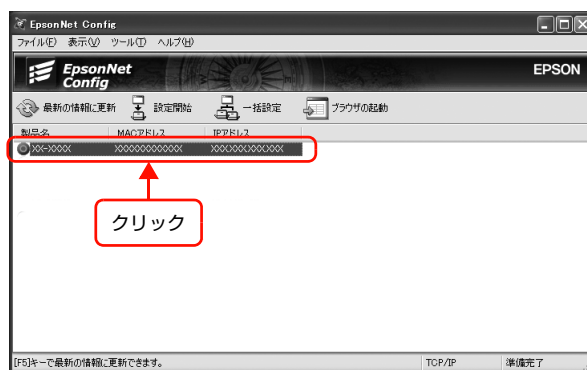 EpsonNet Config
ファイル(F) 表示(V) ツール(T) ヘルプ(H)
EpsonNet Config
EPSON
最新の情報に更新 設定開始 一括設定 ブラウザの起動
製品名 MACアドレス IPアドレス
XX-XXXX XXXXXXXXXXXX XXX.XXX.XXX.XXX
クリック
[F5]キーで最新の情報に更新できます。 TCP/IP 準備完了